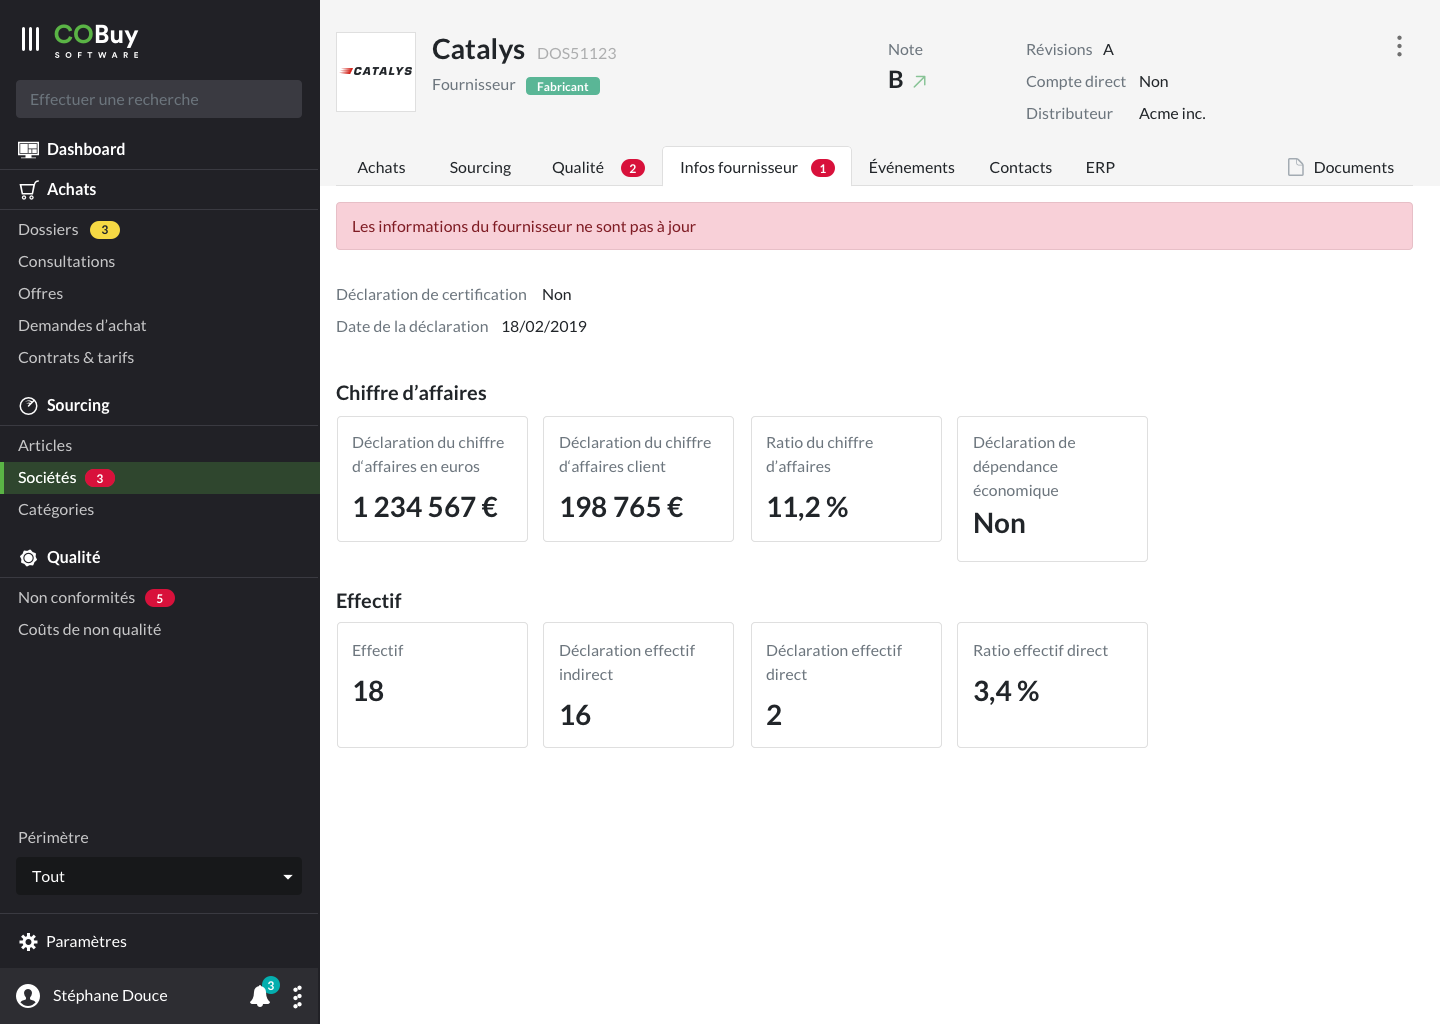 COBuy
SOFTWARE
Effectuer une recherche
Dashboard
Achats
Dossiers 3
Consultations
Offres
Demandes d’achat
Contrats & tarifs
Sourcing
Articles
Sociétés 3
Catégories
Qualité
Non conformités 5
Coûts de non qualité
Périmètre
Tout
Paramètres
Stéphane Douce 3
CATALYS
Catalys DOS51123
Fournisseur Fabricant
Note
B
Révisions A
Compte direct Non
Distributeur Acme inc.
Achats Sourcing Qualité 2 Infos fournisseur 1 Événements Contacts ERP Documents
Les informations du fournisseur ne sont pas à jour
Déclaration de certification Non
Date de la déclaration 18/02/2019
Chiffre d’affaires
Déclaration du chiffre
d‘affaires en euros
1 234 567 €
Déclaration du chiffre
d‘affaires client
198 765 €
Ratio du chiffre
d’affaires
11,2 %
Déclaration de
dépendance
économique
Non
Effectif
Effectif
18
Déclaration effectif
indirect
16
Déclaration effectif
direct
2
Ratio effectif direct
3,4 %